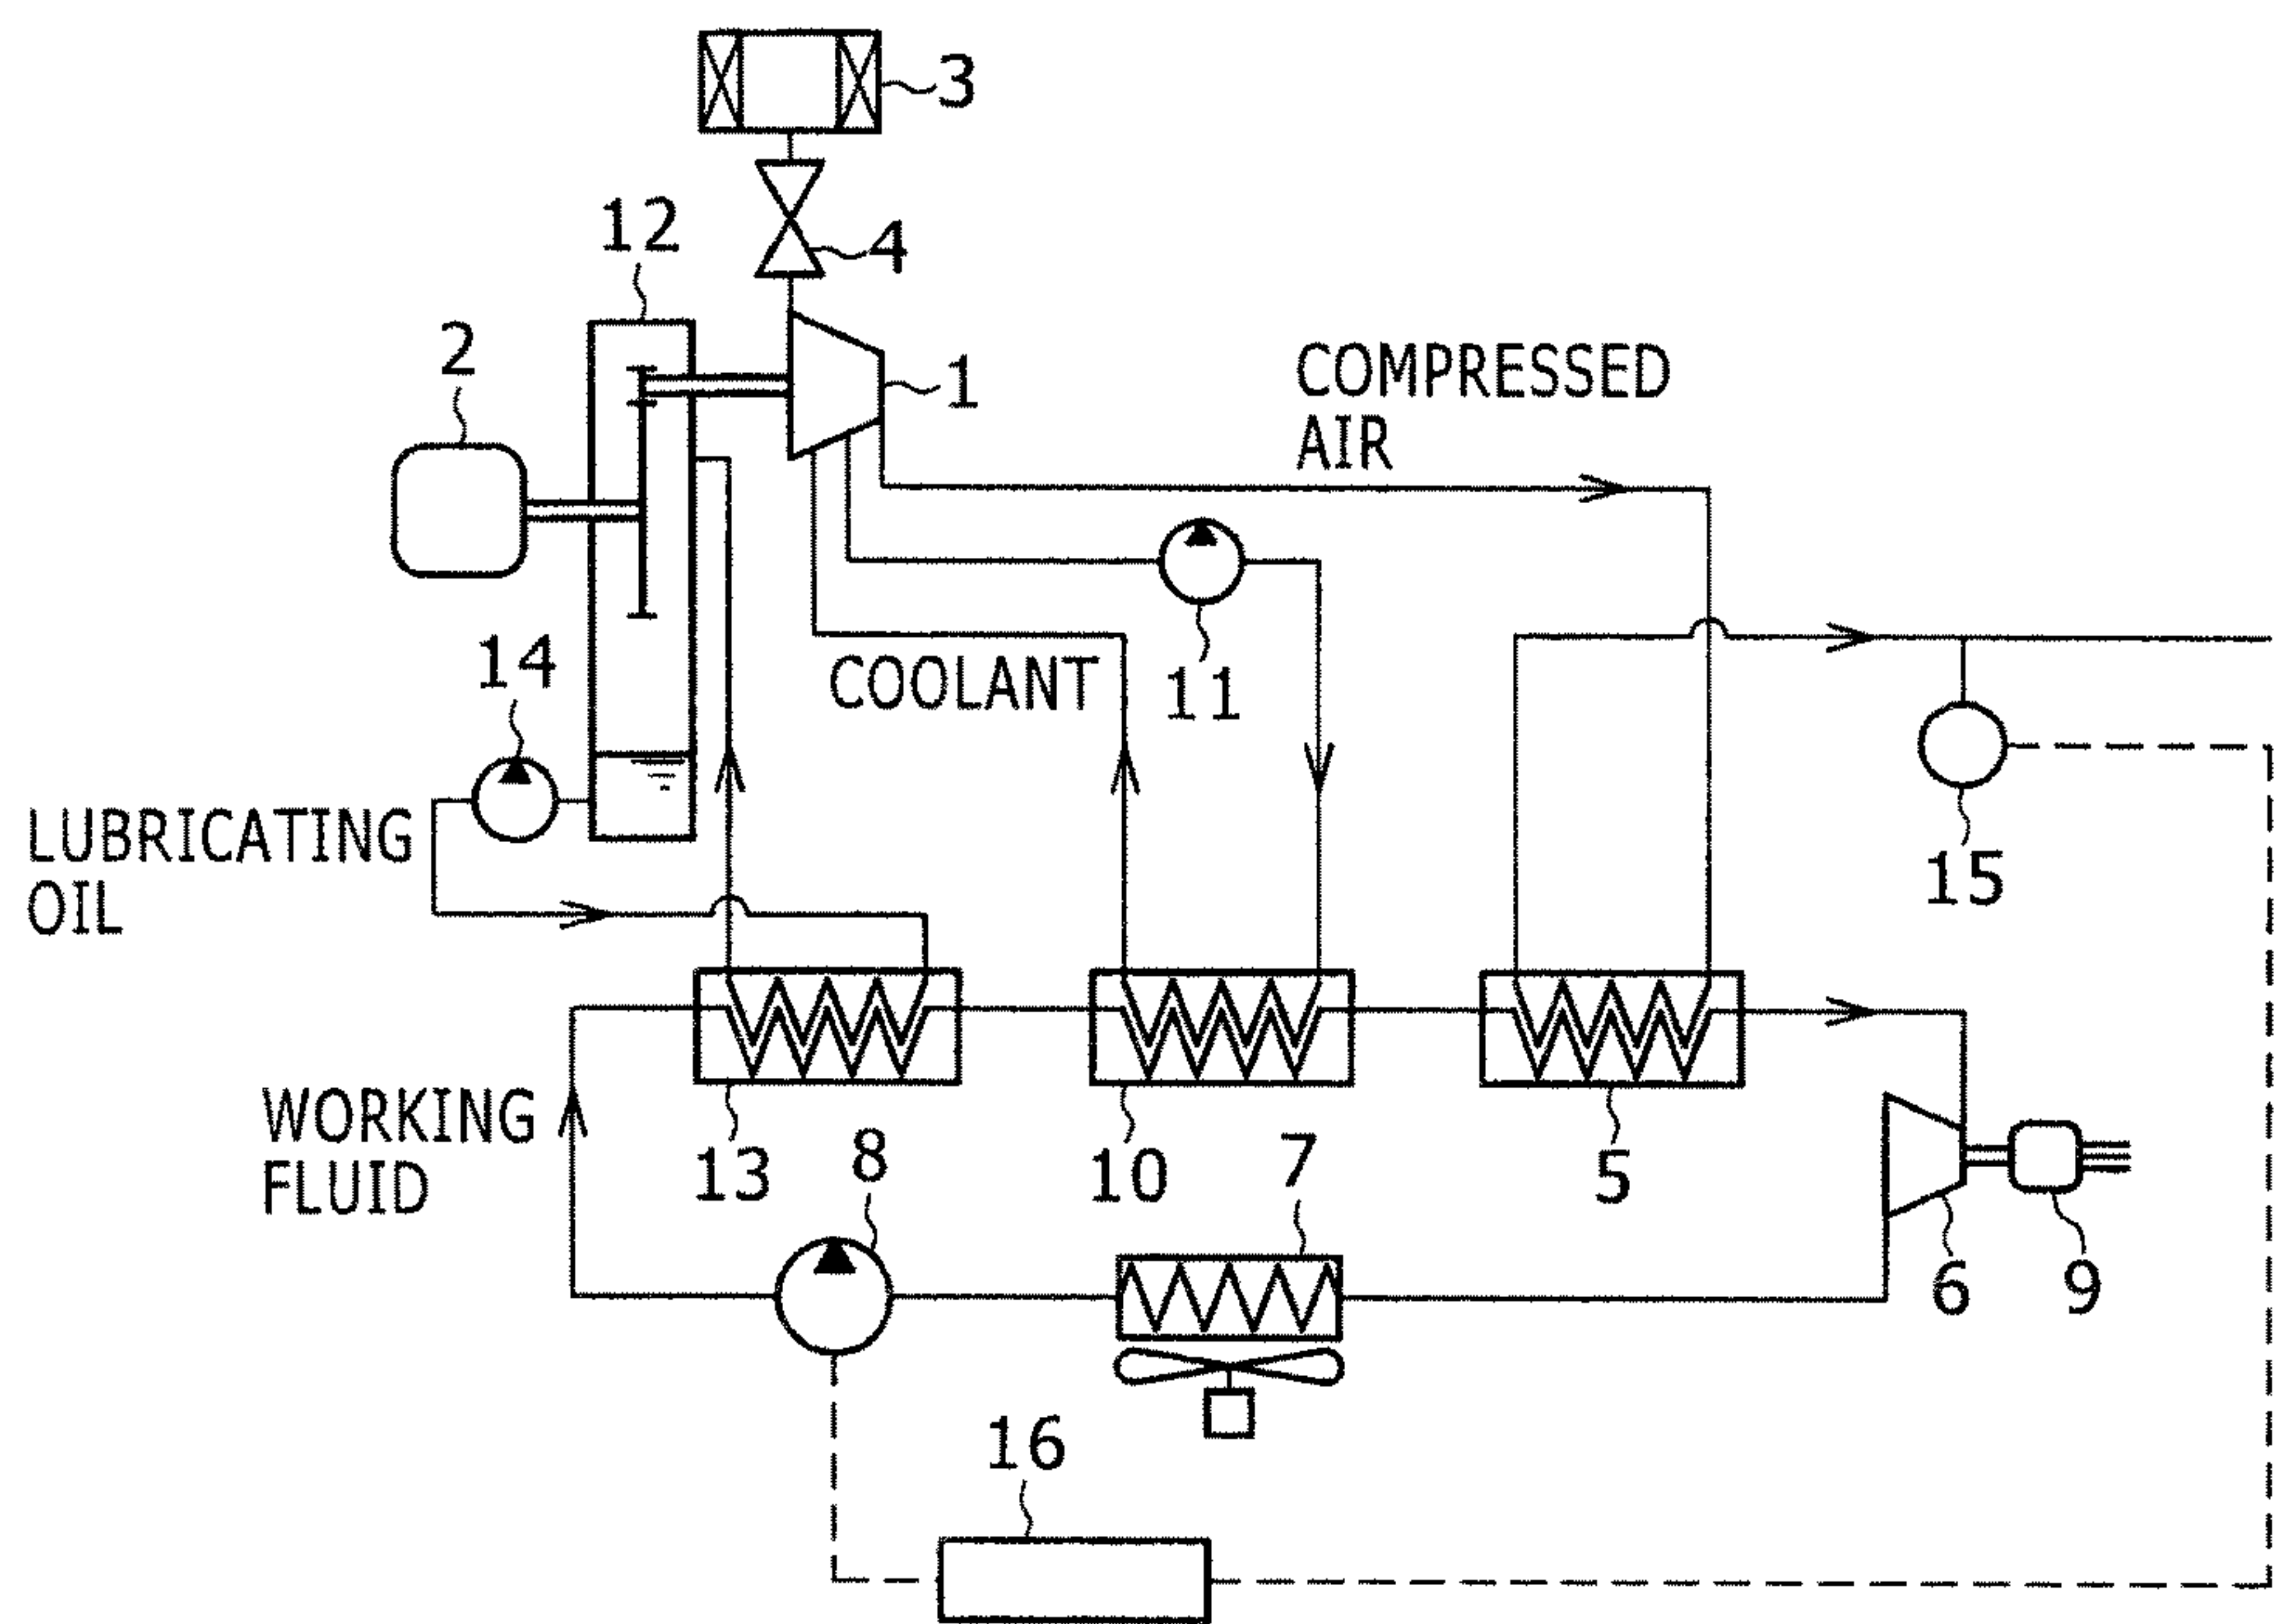 3
12
4
2
1
COMPRESSED
AIR
14
COOLANT
11
LUBRICATING
OIL
15
WORKING
FLUID
13
8
10
7
5
6
9
16